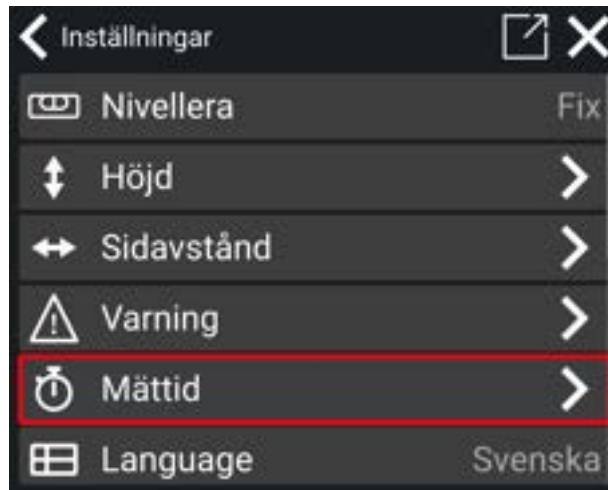 Inställningar
Nivellera Fix
Höjd
Sidavstånd
Varning
Mättid
Language Svenska